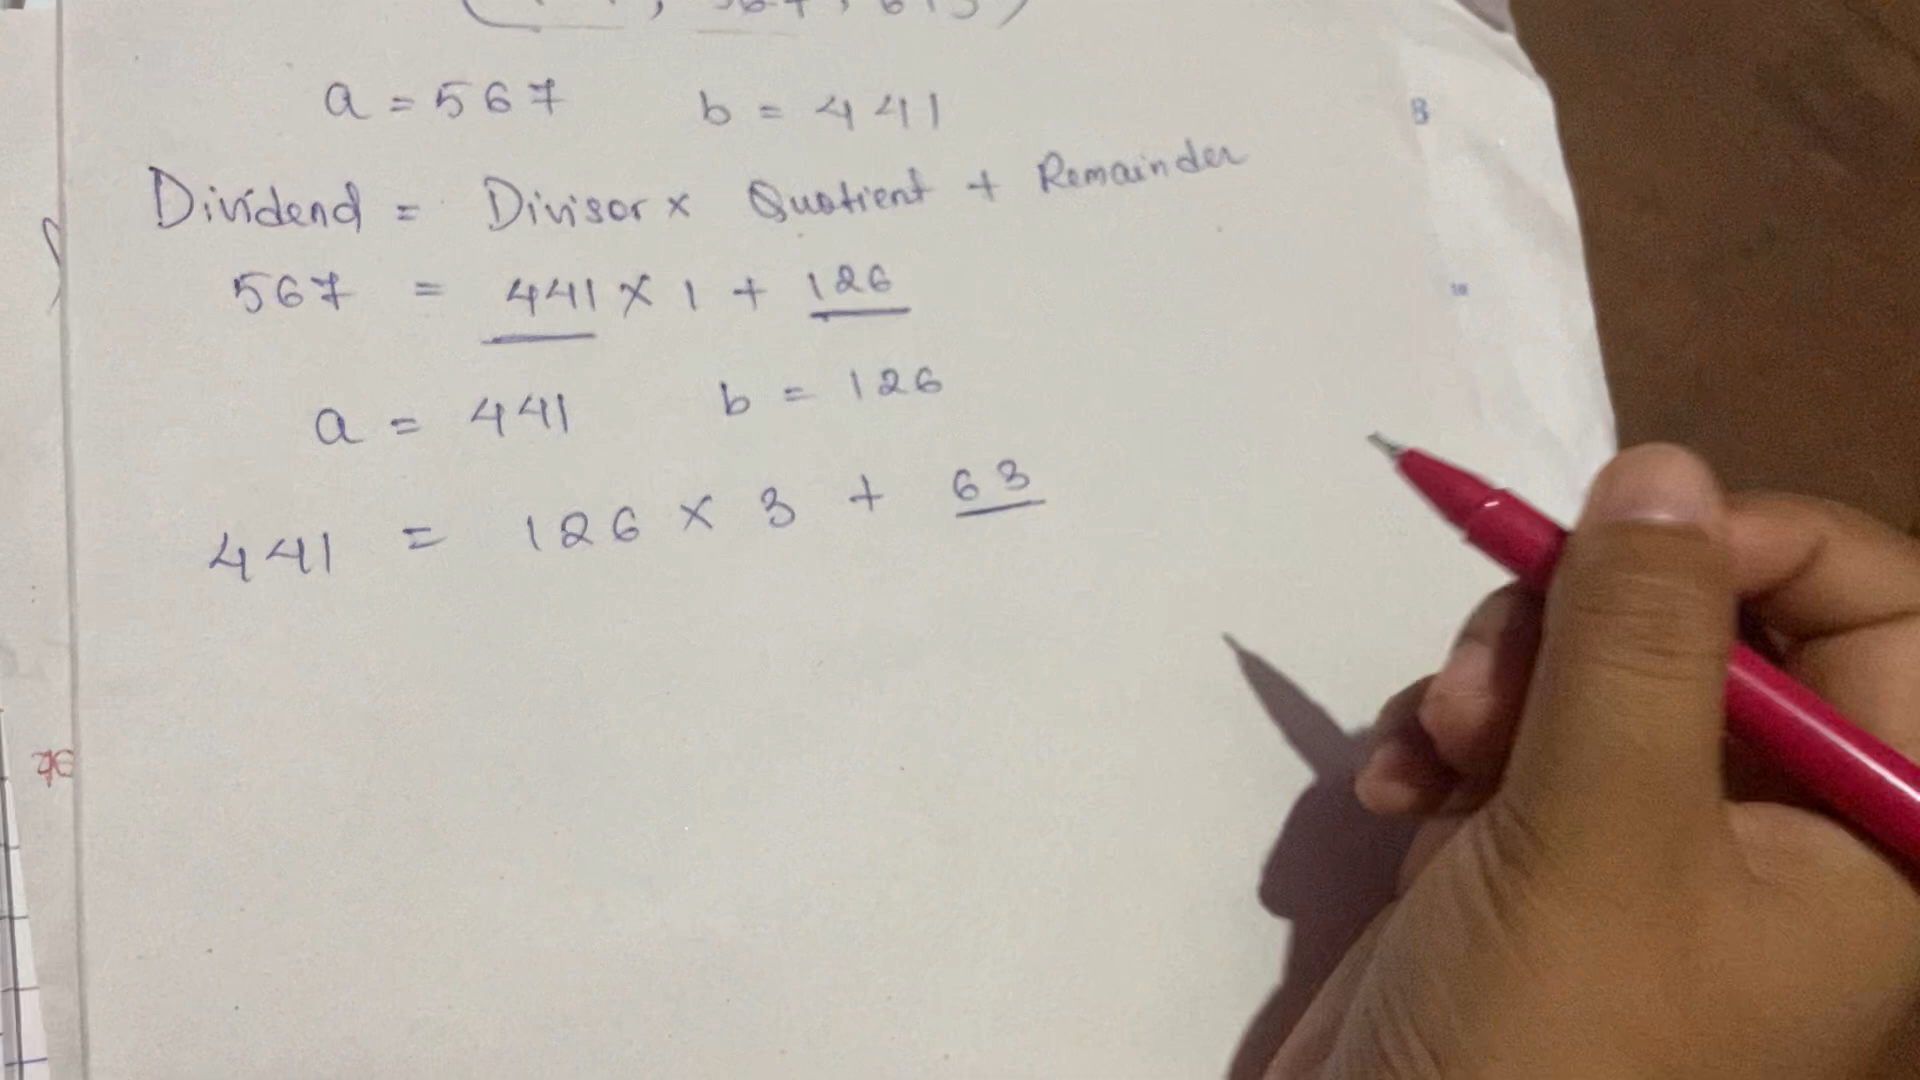 a = 567 b = 441
Dividend = Divisor x Quotient + Remainder
567 = 441 x 1 + 126
a = 441 b = 126
441 = 126 x 3 + 63